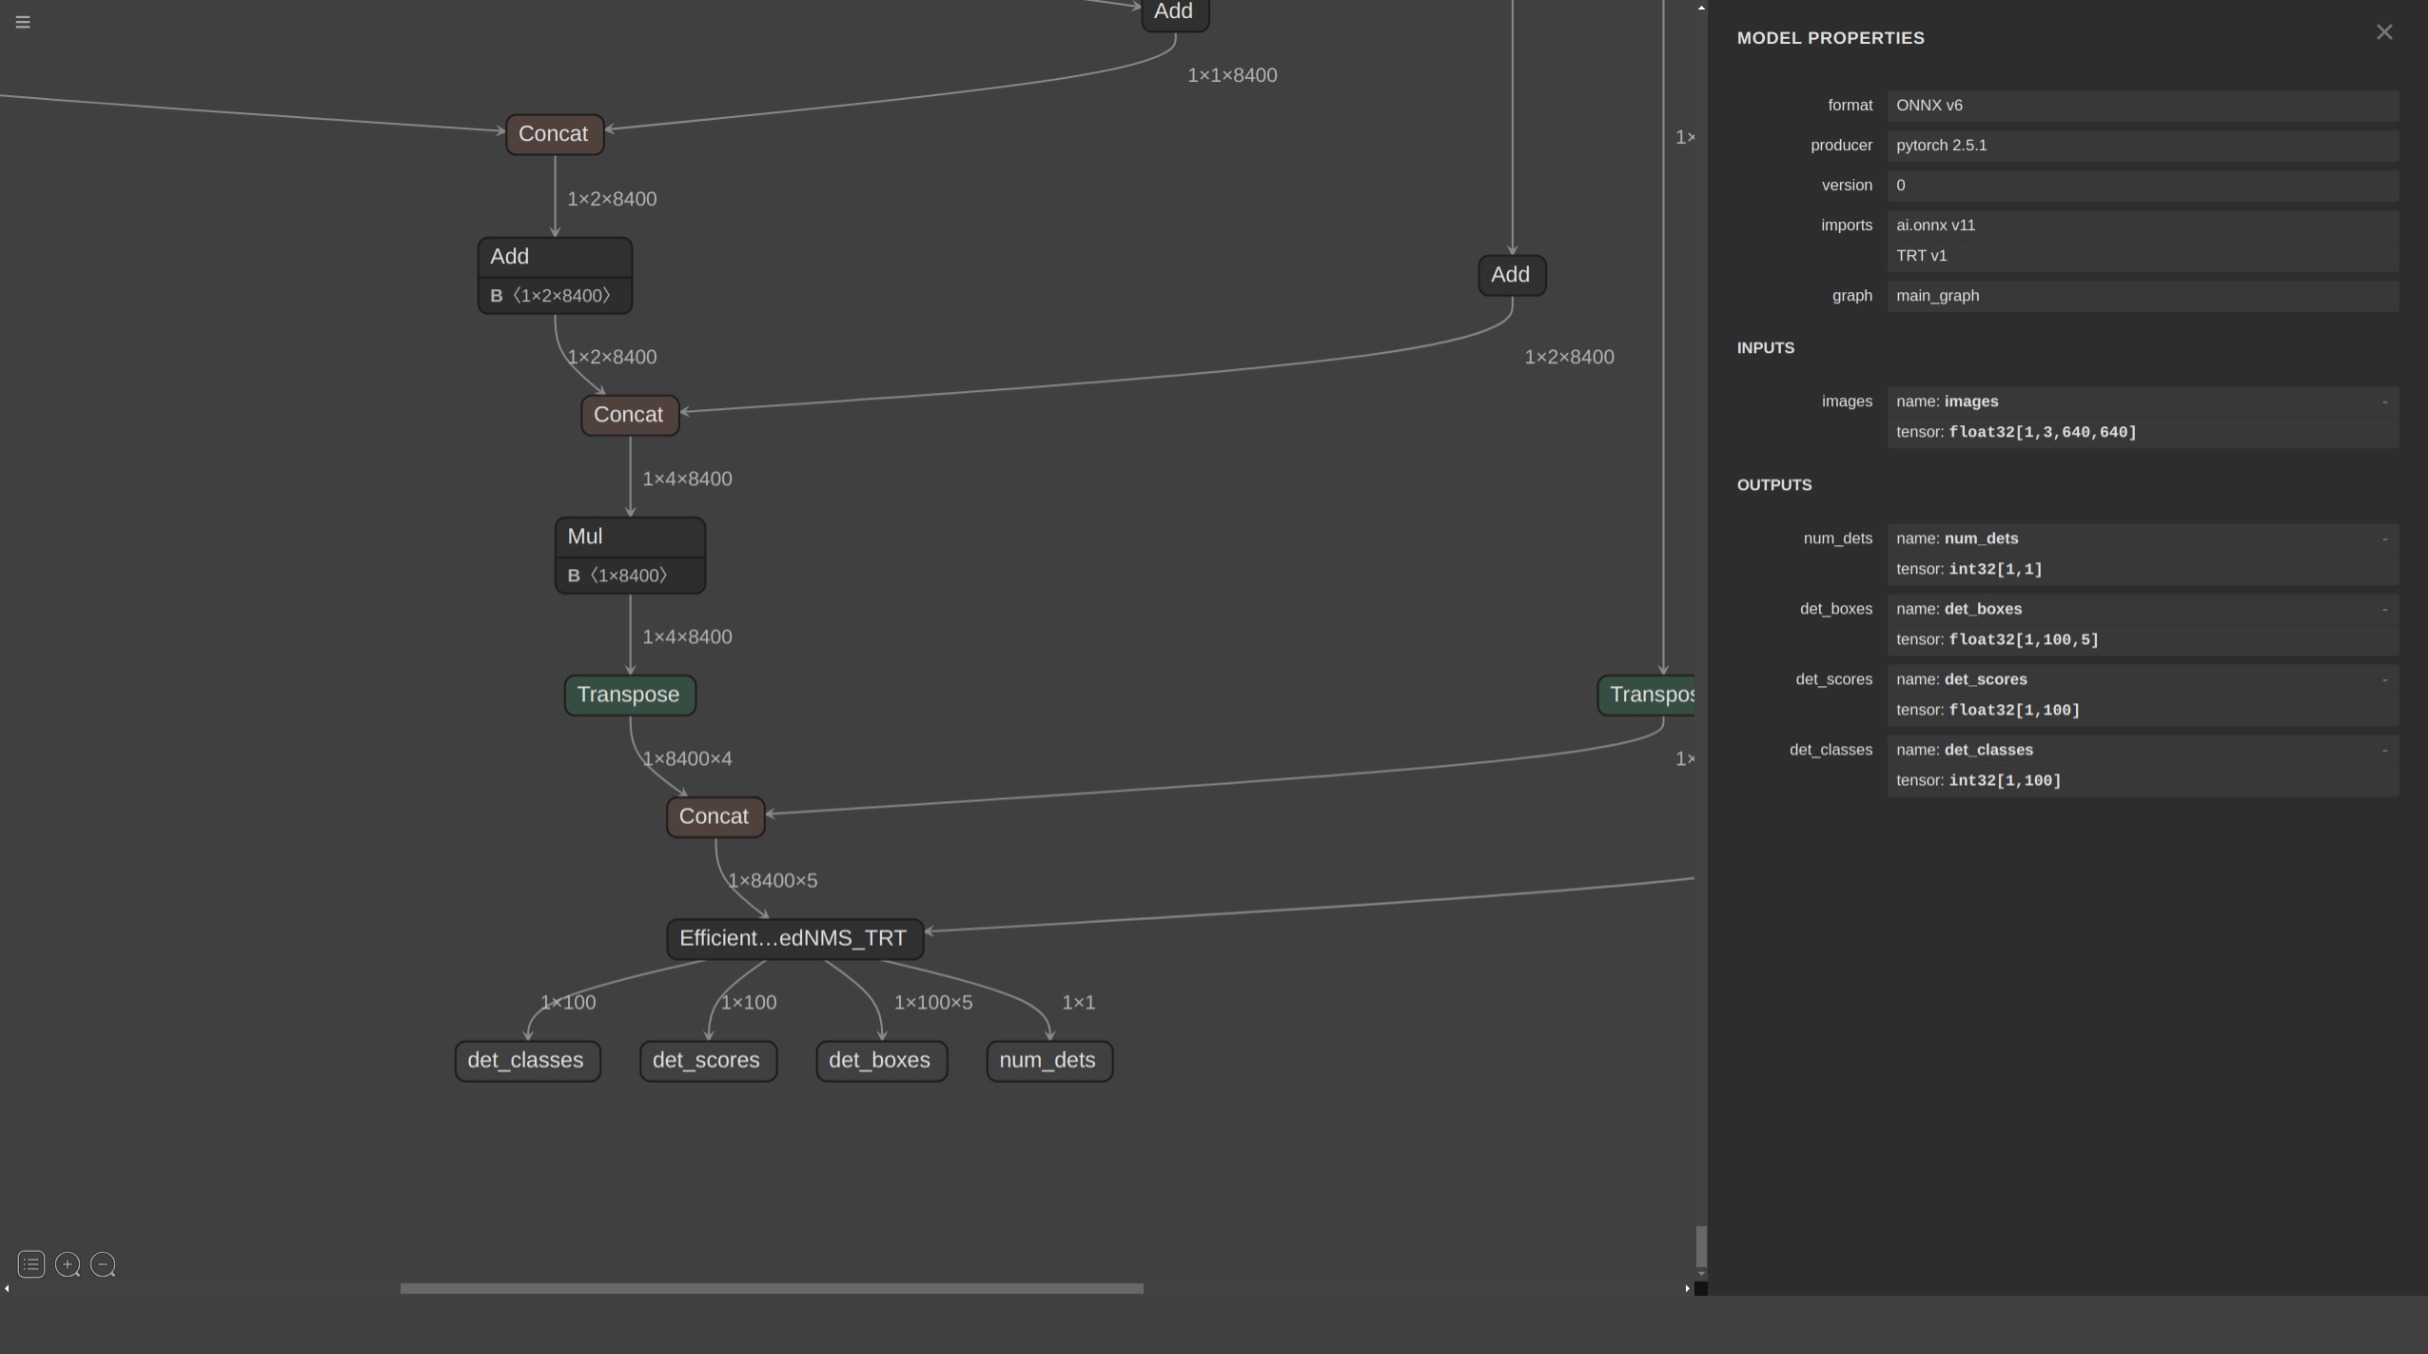 Add
1×1×8400
Concat
1×
1×2×8400
Add
B 〈1×2×8400〉
Add
1×2×8400
1×2×8400
Concat
1×4×8400
Mul
B 〈1×8400〉
1×4×8400
Transpose
Transpos
1×8400×4
1×
Concat
1×8400×5
Efficient…edNMS_TRT
1×100
1×100
1×100×5
1×1
det_classes
det_scores
det_boxes
num_dets
MODEL PROPERTIES
format ONNX v6
producer pytorch 2.5.1
version 0
imports ai.onnx v11
TRT v1
graph main_graph
INPUTS
images name: images -
tensor: float32[1,3,640,640]
OUTPUTS
num_dets name: num_dets -
tensor: int32[1,1]
det_boxes name: det_boxes -
tensor: float32[1,100,5]
det_scores name: det_scores -
tensor: float32[1,100]
det_classes name: det_classes -
tensor: int32[1,100]